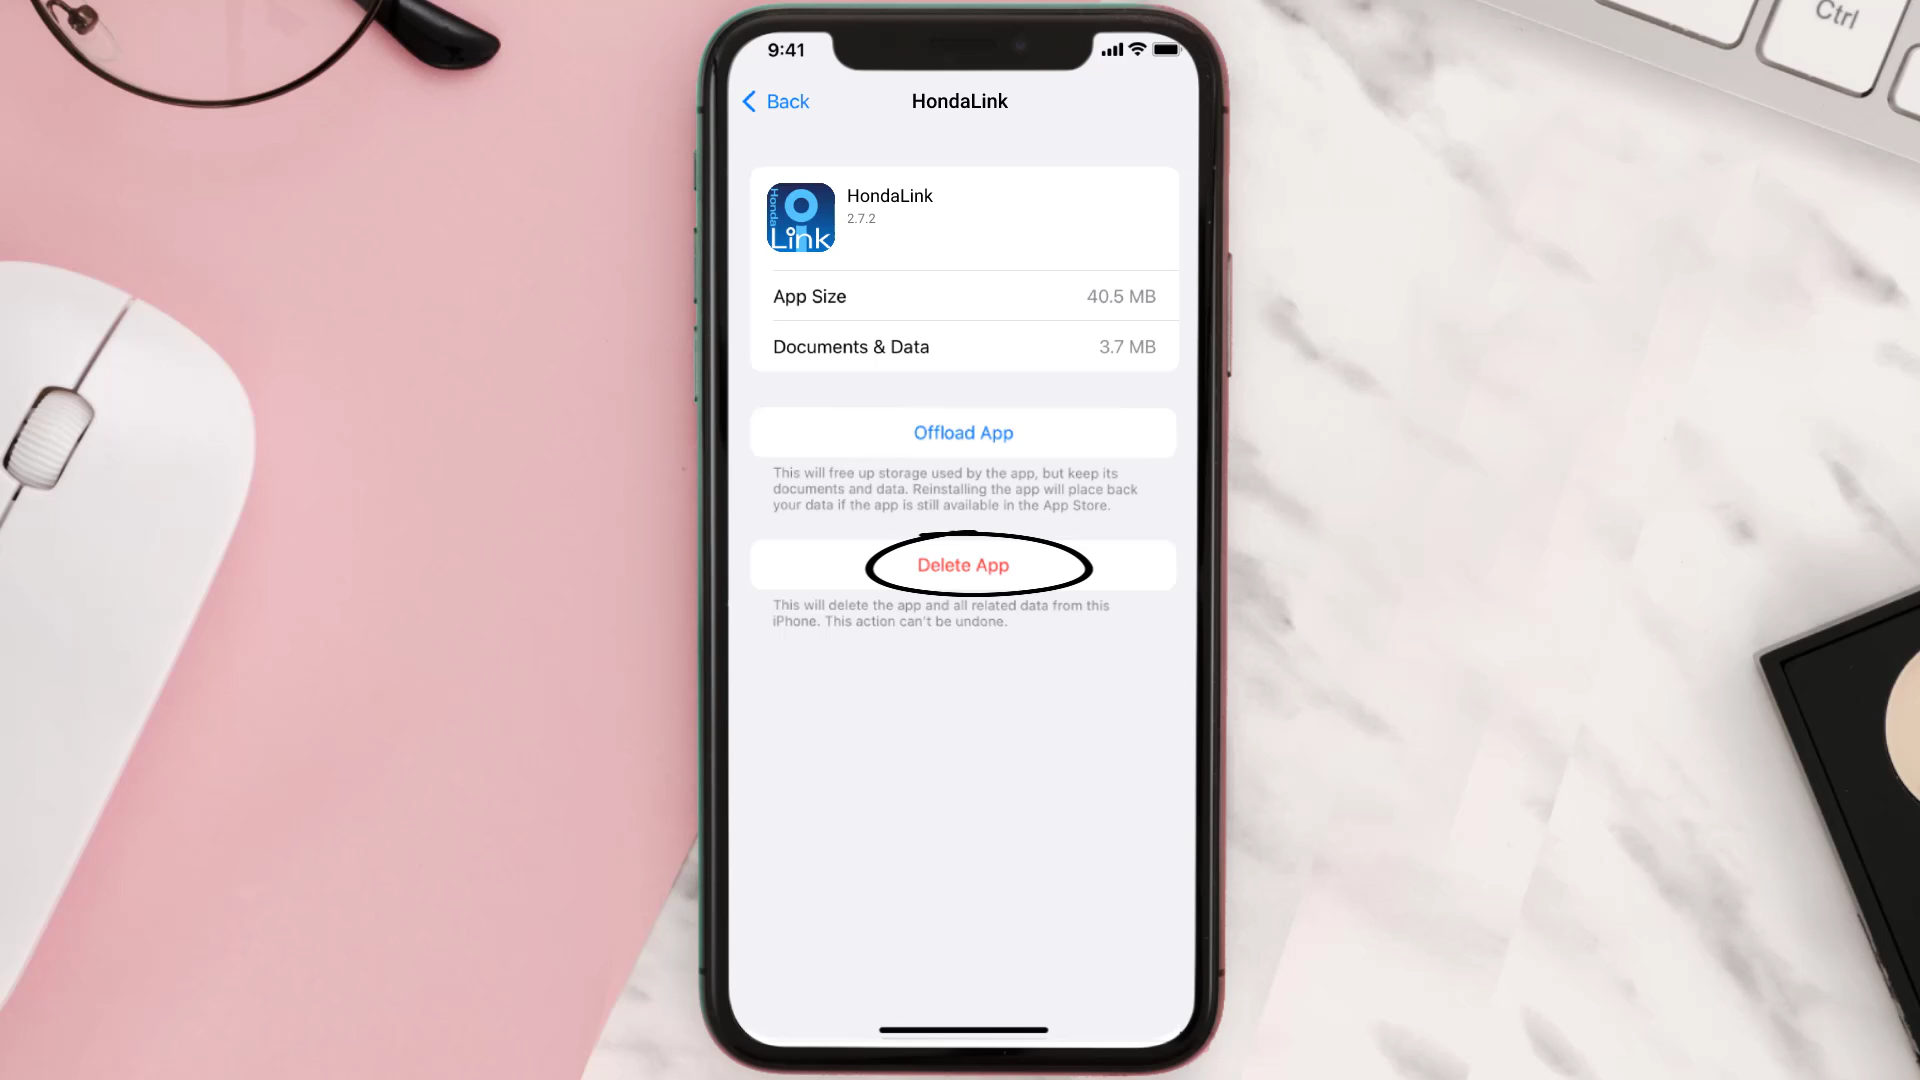 Ctrl
9:41
Back
HondaLink
Honda
Link
HondaLink
2.7.2
App Size
40.5 MB
Documents & Data
3.7 MB
Offload App
This will free up storage used by the app, but keep its
documents and data. Reinstalling the app will place back
your data if the app is still available in the App Store.
Delete App
This will delete the app and all related data from this
iPhone. This action can't be undone.